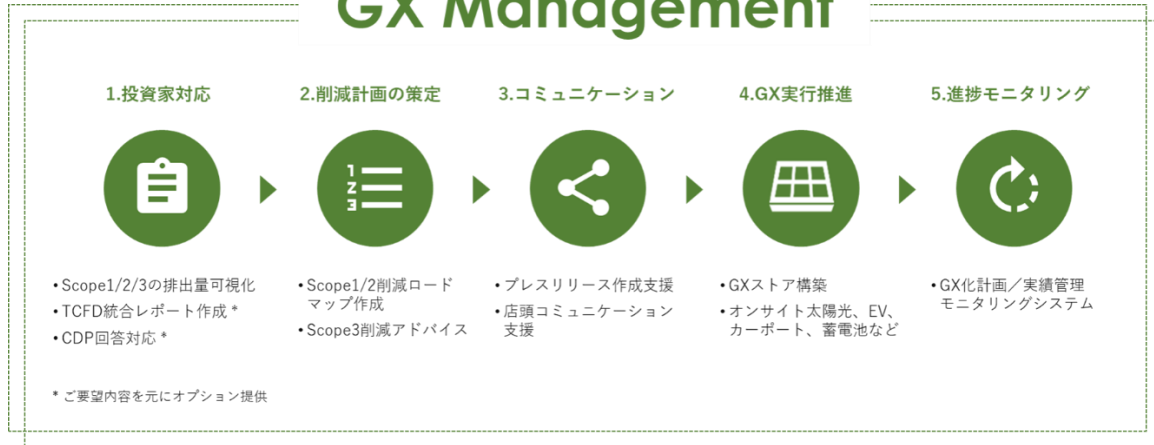 GX Management
1.投資家対応
2.削減計画の策定
3.コミュニケーション
4.GX実行推進
5.進捗モニタリング
1
2
3
•Scope1/2/3の排出量可視化
•TCFD統合レポート作成 *
•CDP回答対応 *
•Scope1/2削減ロード
マップ作成
•Scope3削減アドバイス
•プレスリリース作成支援
•店頭コミュニケーション
支援
•GXストア構築
•オンサイト太陽光、EV、
カーポート、蓄電池など
•GX化計画／実績管理
モニタリングシステム
* ご要望内容を元にオプション提供